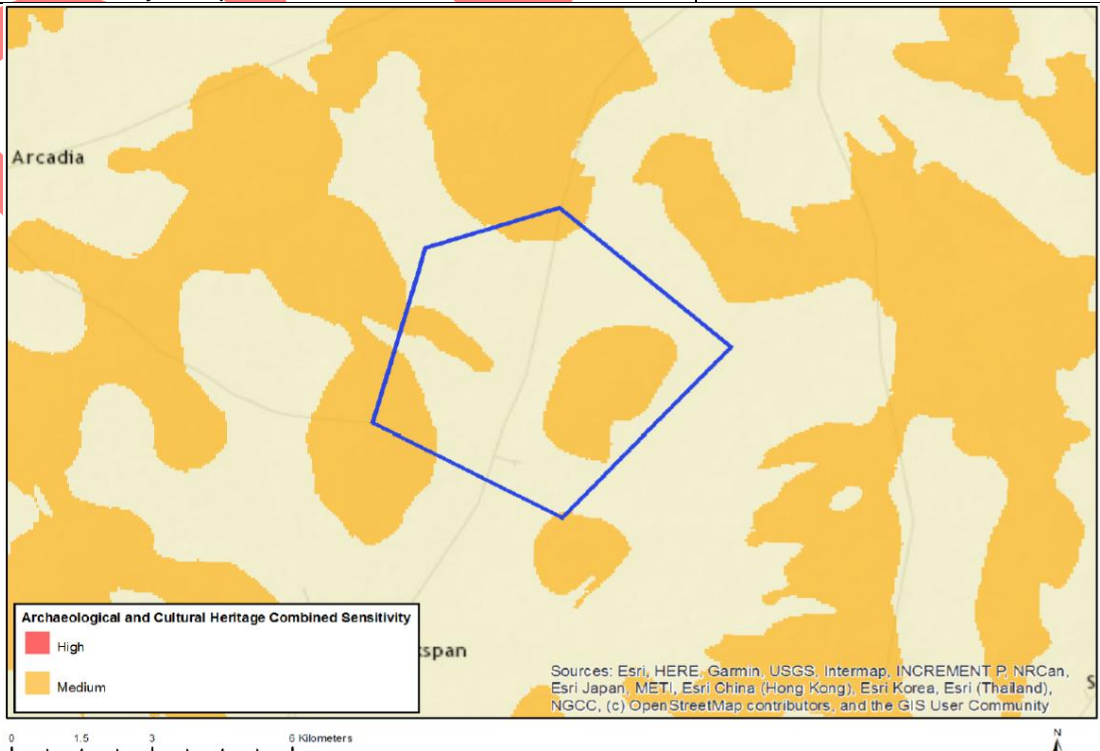 Arcadia
Archaeological and Cultural Heritage Combined Sensitivity
High
Medium
Sources: Esri, HERE, Garmin, USGS, Intermap, INCREMENT P, NRCan,
Esri Japan, METI, Esri China (Hong Kong), Esri Korea, Esri (Thailand),
NGCC, (c) OpenStreetMap contributors, and the GIS User Community
0 1.5 3 6 Kilometers
N